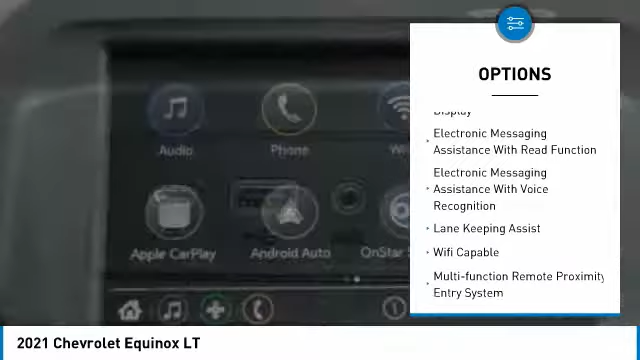 OPTIONS
Display
Electronic Messaging
Assistance With Read Function
Electronic Messaging
Assistance With Voice
Recognition
Lane Keeping Assist
Wifi Capable
Multi-function Remote Proximity
Entry System
Audio
Phone
Apple CarPlay
Android Auto
OnStar
2021 Chevrolet Equinox LT